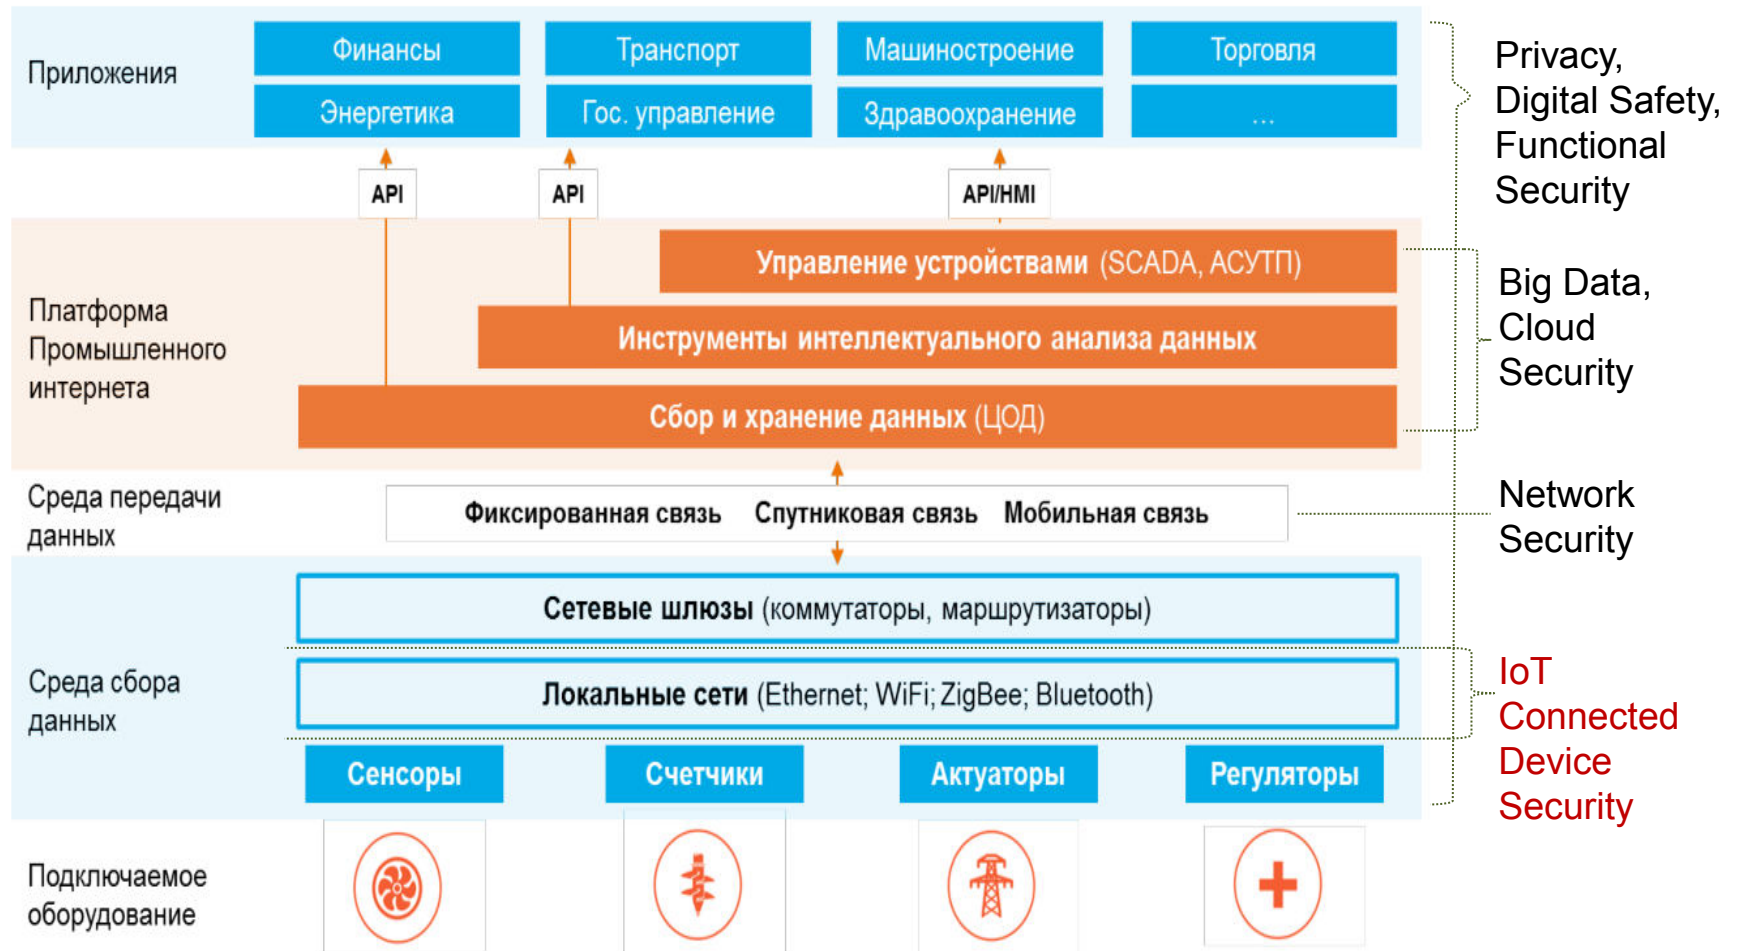 Приложения
Финансы
Транспорт
Машиностроение
Торговля
Энергетика
Гос. управление
Здравоохранение
...
API
API
API/HMI
Платформа
Промышленного
интернета
Управление устройствами (SCADA, АСУТП)
Инструменты интеллектуального анализа данных
Сбор и хранение данных (ЦОД)
Среда передачи
данных
Фиксированная связь Спутниковая связь Мобильная связь
Среда сбора
данных
Сетевые шлюзы (коммутаторы, маршрутизаторы)
Локальные сети (Ethernet; WiFi; ZigBee; Bluetooth)
Сенсоры
Счетчики
Актуаторы
Регуляторы
Подключаемое
оборудование
Privacy,
Digital Safety,
Functional
Security
Big Data,
Cloud
Security
Network
Security
IoT
Connected
Device
Security